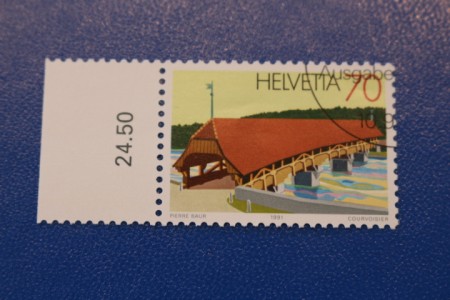 24.50
HELVETIA 70
Ausgabe
PIERRE BAUR 1991 COURVOISIER